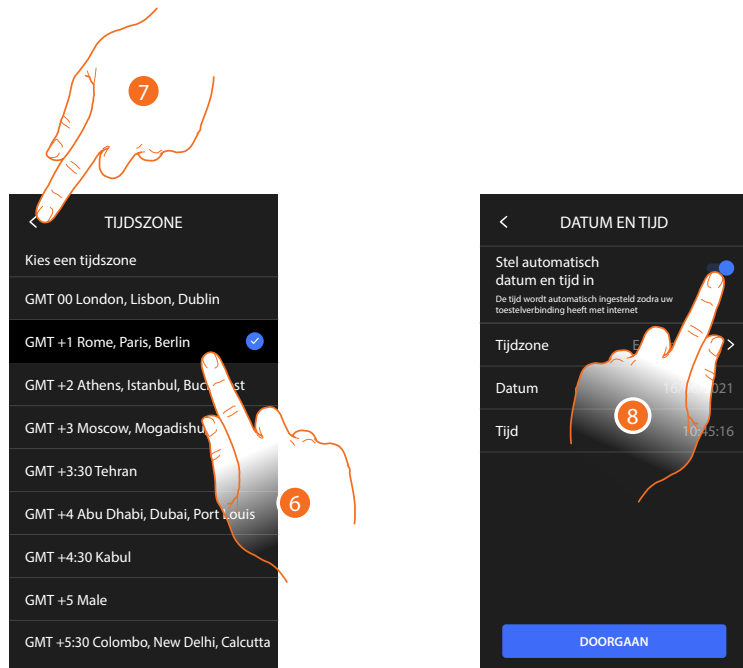 7
TIJDSZONE
Kies een tijdszone
GMT 00 London, Lisbon, Dublin
GMT +1 Rome, Paris, Berlin
GMT +2 Athens, Istanbul,
GMT +3 Moscow,
GMT +3:30 Tehran
GMT +4 Abu Dhabi, Dubai, Port Louis
GMT +4:30 Kabul
GMT +5 Male
GMT +5:30 Colombo, New Delhi, Calcutta
6
DATUM EN TIJD
Stel automatisch
datum en tijd in
De tijd wordt automatisch ingesteld zodra uw
toestelverbinding heeft met internet
Tijdzone
Datum
Tijd 10:45:16
8
DOORGAAN